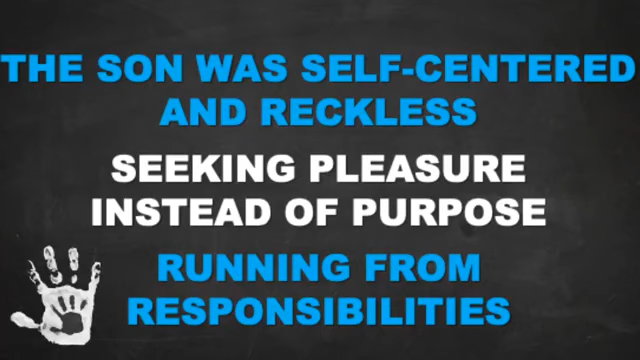 THE SON WAS SELF-CENTERED
AND RECKLESS
SEEKING PLEASURE
INSTEAD OF PURPOSE
RUNNING FROM
RESPONSIBILITIES